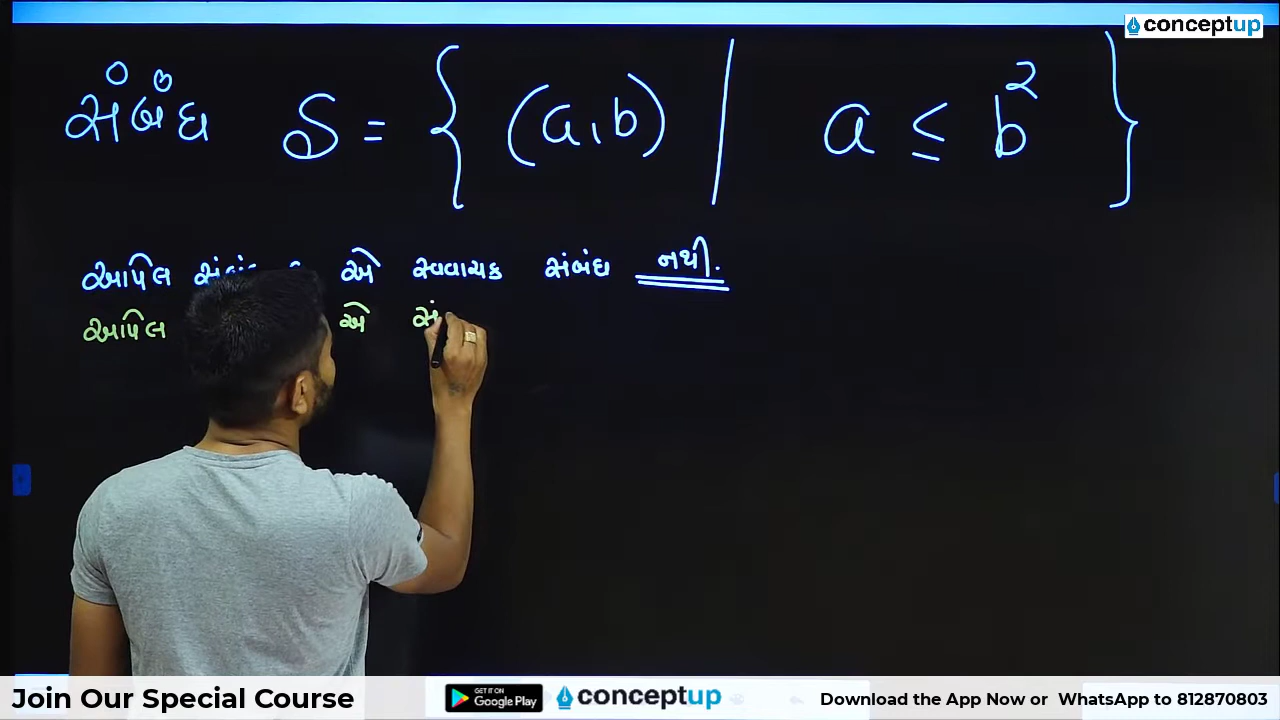 conceptup
સંબંધ S = { (a, b) | a ≤ b² }
આપેલ એ સ્વવાચક સંબંધ નથી.
આપેલ એ સં
Join Our Special Course GET IT ON Google Play conceptup Download the App Now or WhatsApp to 812870803